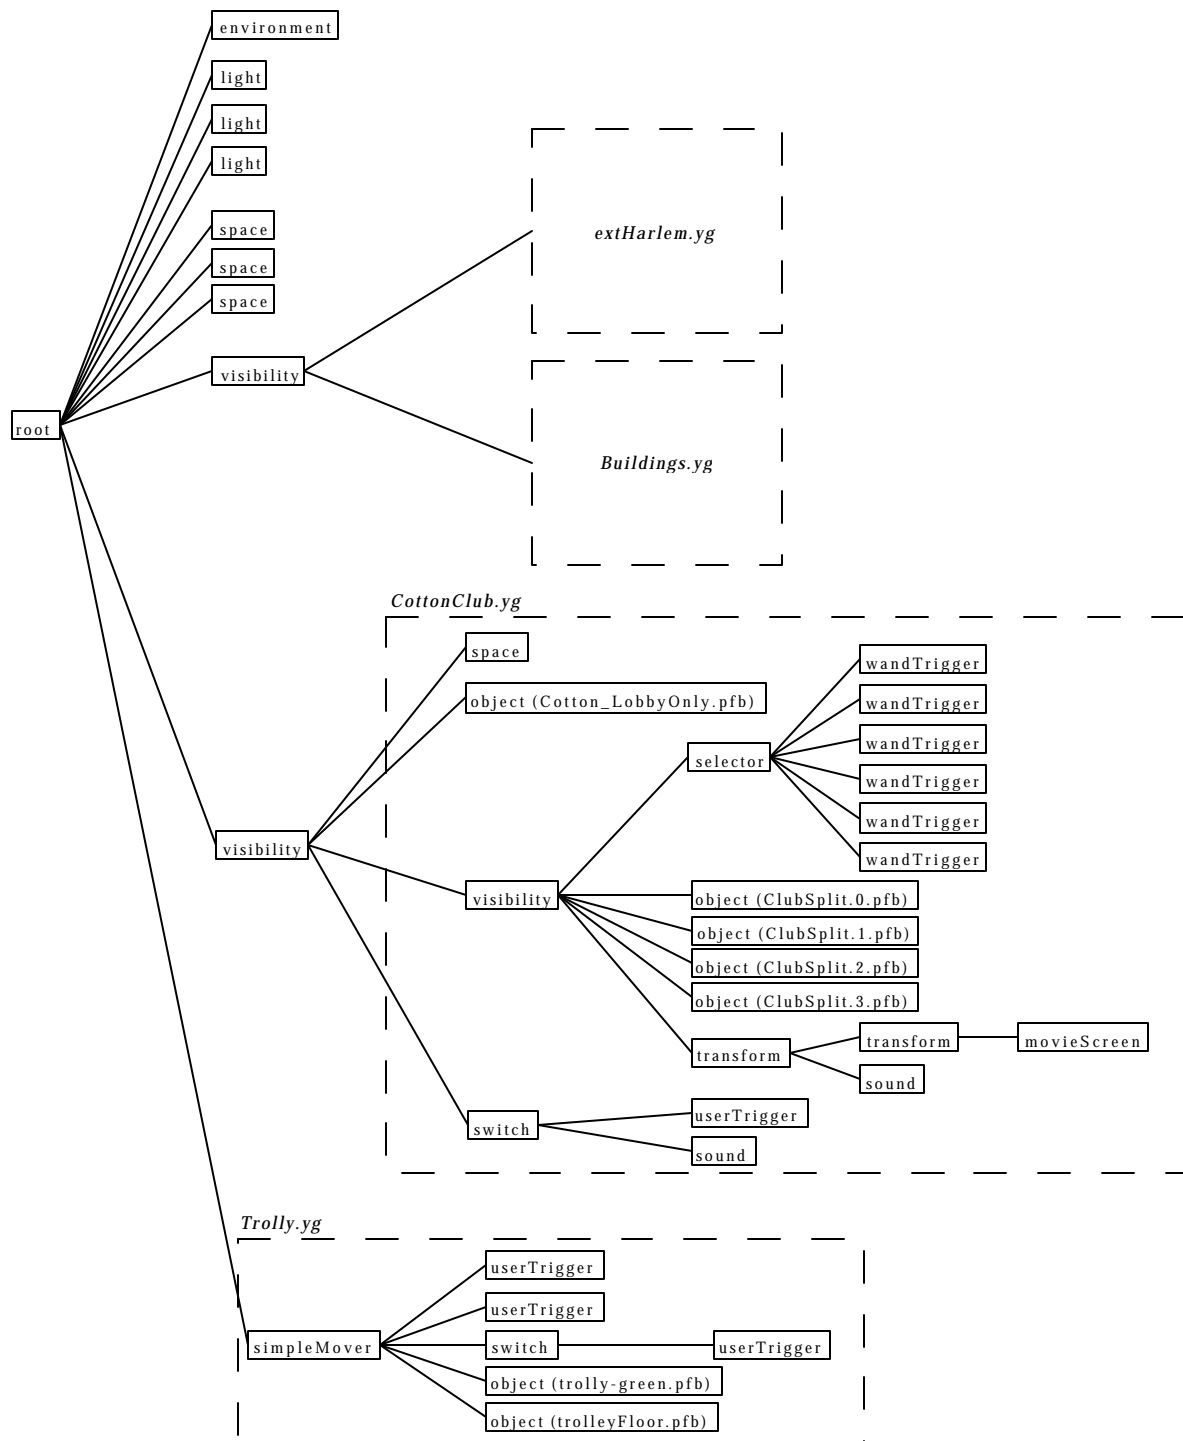 environment
light
light
light
space
space
space
extHarlem.yg
visibility
root
Buildings.yg
CottonClub.yg
space
object (Cotton_LobbyOnly.pfb)
wandTrigger
wandTrigger
wandTrigger
selector
wandTrigger
wandTrigger
wandTrigger
visibility
visibility
object (ClubSplit.0.pfb)
object (ClubSplit.1.pfb)
object (ClubSplit.2.pfb)
object (ClubSplit.3.pfb)
transform
transform
movieScreen
sound
switch
userTrigger
sound
Trolly.yg
userTrigger
userTrigger
simpleMover
switch
userTrigger
object (trolly-green.pfb)
object (trolleyFloor.pfb)